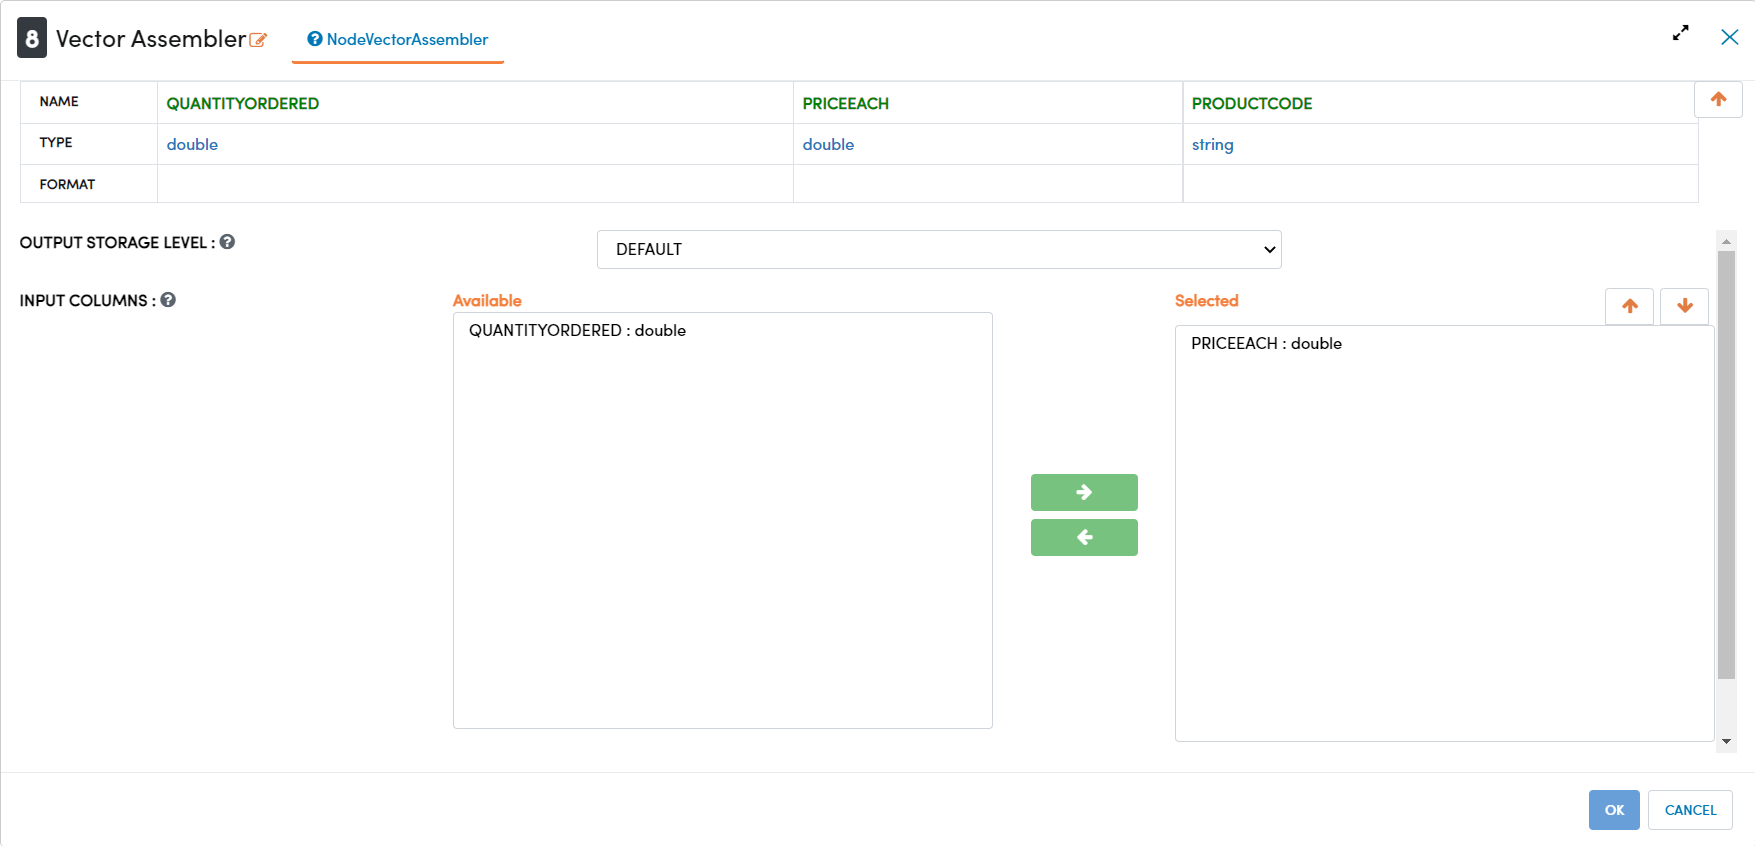 8 Vector Assembler
NodeVectorAssembler
NAME QUANTITYORDERED PRICEEACH PRODUCTCODE
TYPE double double string
FORMAT
OUTPUT STORAGE LEVEL :
DEFAULT
INPUT COLUMNS :
Available
Selected
QUANTITYORDERED : double
PRICEEACH : double
OK
CANCEL